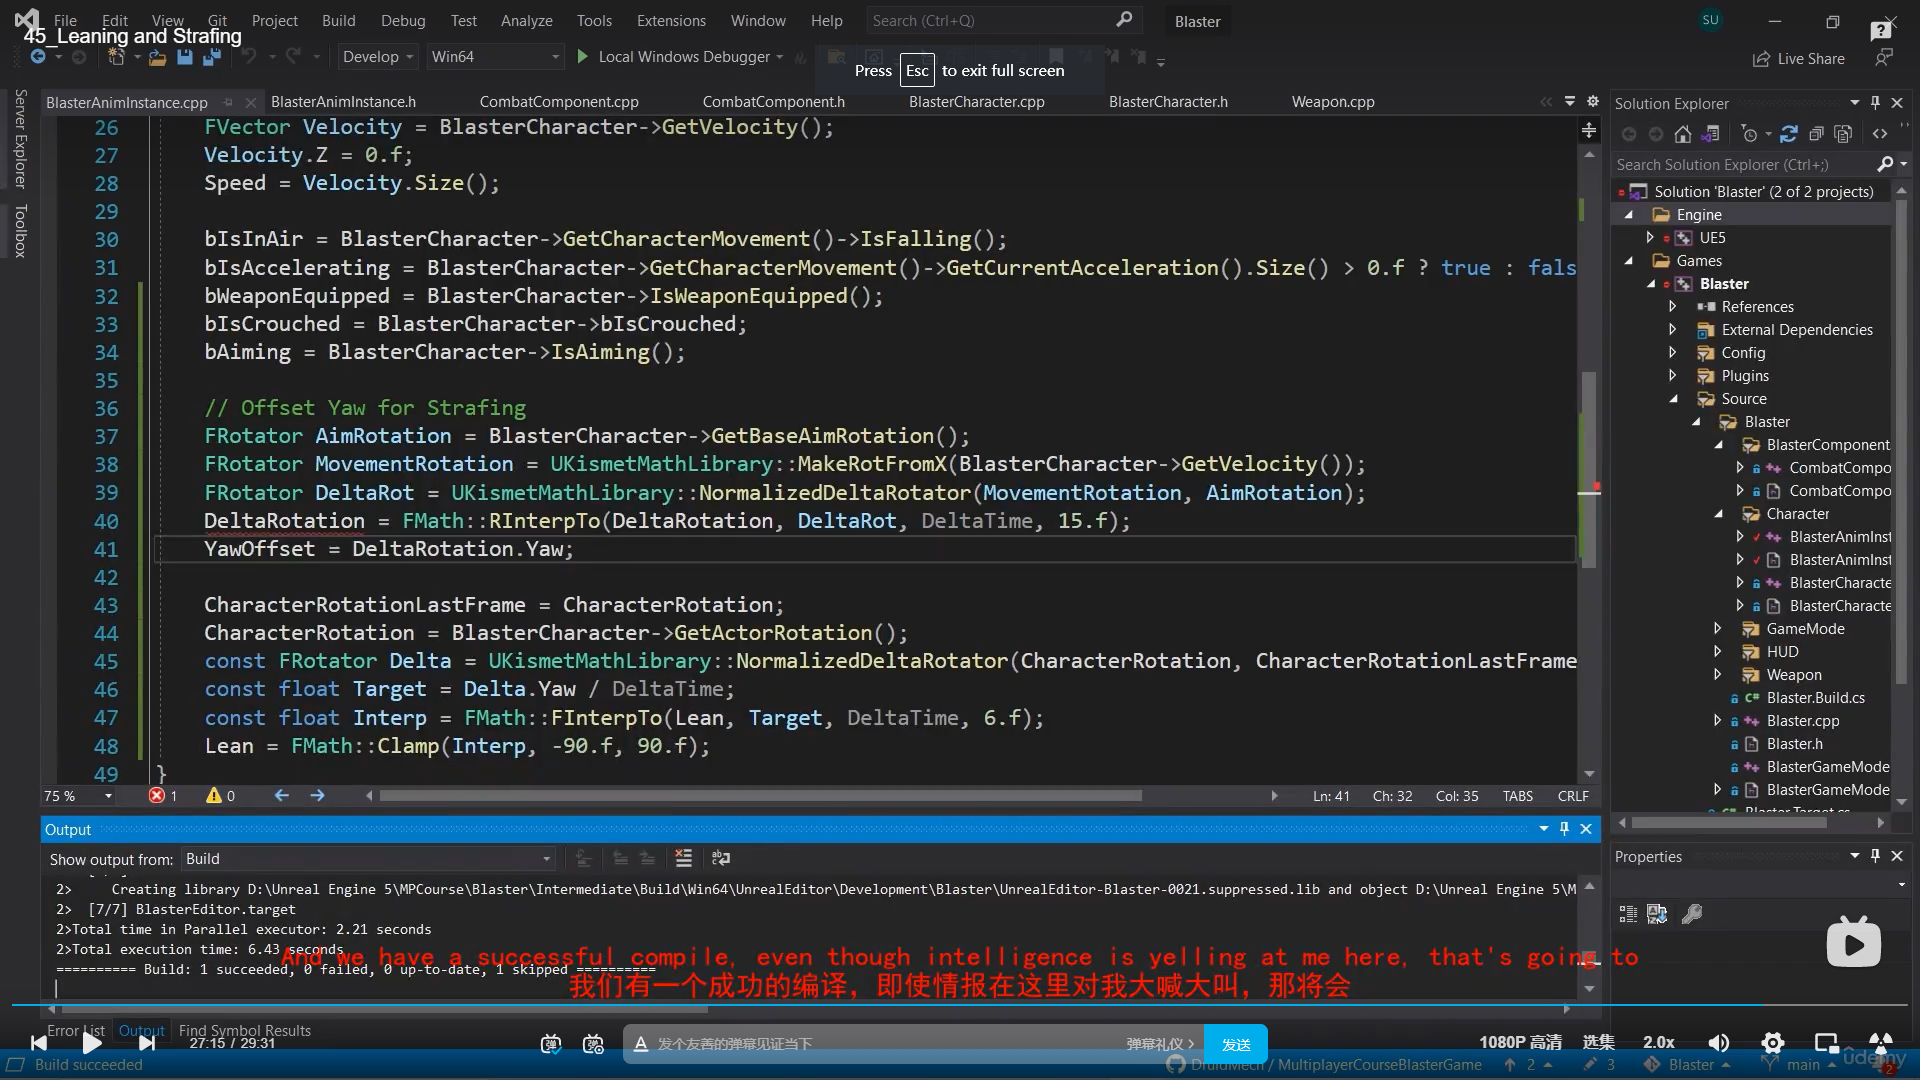 File Edit View Git Project Build Debug Test Analyze Tools Extensions Window Help Search (Ctrl+Q) Blaster SU
45_Leaning and Strafing
Develop Win64 Local Windows Debugger Live Share
Press Esc to exit full screen
Server Explorer
Toolbox
BlasterAnimInstance.cpp BlasterAnimInstance.h CombatComponent.cpp CombatComponent.h BlasterCharacter.cpp BlasterCharacter.h Weapon.cpp
26 FVector Velocity = BlasterCharacter->GetVelocity();
27 Velocity.Z = 0.f;
28 Speed = Velocity.Size();
29
30 bIsInAir = BlasterCharacter->GetCharacterMovement()->IsFalling();
31 bIsAccelerating = BlasterCharacter->GetCharacterMovement()->GetCurrentAcceleration().Size() > 0.f ? true : fals
32 bWeaponEquipped = BlasterCharacter->IsWeaponEquipped();
33 bIsCrouched = BlasterCharacter->bIsCrouched;
34 bAiming = BlasterCharacter->IsAiming();
35
36 // Offset Yaw for Strafing
37 FRotator AimRotation = BlasterCharacter->GetBaseAimRotation();
38 FRotator MovementRotation = UKismetMathLibrary::MakeRotFromX(BlasterCharacter->GetVelocity());
39 FRotator DeltaRot = UKismetMathLibrary::NormalizedDeltaRotator(MovementRotation, AimRotation);
40 DeltaRotation = FMath::RInterpTo(DeltaRotation, DeltaRot, DeltaTime, 15.f);
41 YawOffset = DeltaRotation.Yaw;
42
43 CharacterRotationLastFrame = CharacterRotation;
44 CharacterRotation = BlasterCharacter->GetActorRotation();
45 const FRotator Delta = UKismetMathLibrary::NormalizedDeltaRotator(CharacterRotation, CharacterRotationLastFrame
46 const float Target = Delta.Yaw / DeltaTime;
47 const float Interp = FMath::FInterpTo(Lean, Target, DeltaTime, 6.f);
48 Lean = FMath::Clamp(Interp, -90.f, 90.f);
49 }
75 % 1 0 Ln: 41 Ch: 32 Col: 35 TABS CRLF
Output
Show output from: Build
2> Creating library D:\Unreal Engine 5\MPCourse\Blaster\Intermediate\Build\Win64\UnrealEditor\Development\Blaster\UnrealEditor-Blaster-0021.suppressed.lib and object D:\Unreal Engine 5\M
2> [7/7] BlasterEditor.target
2>Total time in Parallel executor: 2.21 seconds
2>Total execution time: 6.43 seconds
========== Build: 1 succeeded, 0 failed, 0 up-to-date, 1 skipped ==========
And we have a successful compile, even though intelligence is yelling at me here, that's going to
我们有一个成功的编译，即使情报在这里对我大喊大叫，那将会
Error List Output Find Symbol Results
27:15 / 29:31 发个友善的弹幕见证当下 弹幕礼仪 发送 1080P 高清 选集 2.0x
Build succeeded DruidMech / MultiplayerCourseBlasterGame 2 3 Blaster main 2
ûdemy
Solution Explorer
Search Solution Explorer (Ctrl+;)
Solution 'Blaster' (2 of 2 projects)
Engine
UE5
Games
Blaster
References
External Dependencies
Config
Plugins
Source
Blaster
BlasterComponent
CombatCompo
CombatCompo
Character
BlasterAnimInst
BlasterAnimInst
BlasterCharacte
BlasterCharacte
GameMode
HUD
Weapon
Blaster.Build.cs
Blaster.cpp
Blaster.h
BlasterGameMode
BlasterGameMode
Blaster.Target.cs
Properties